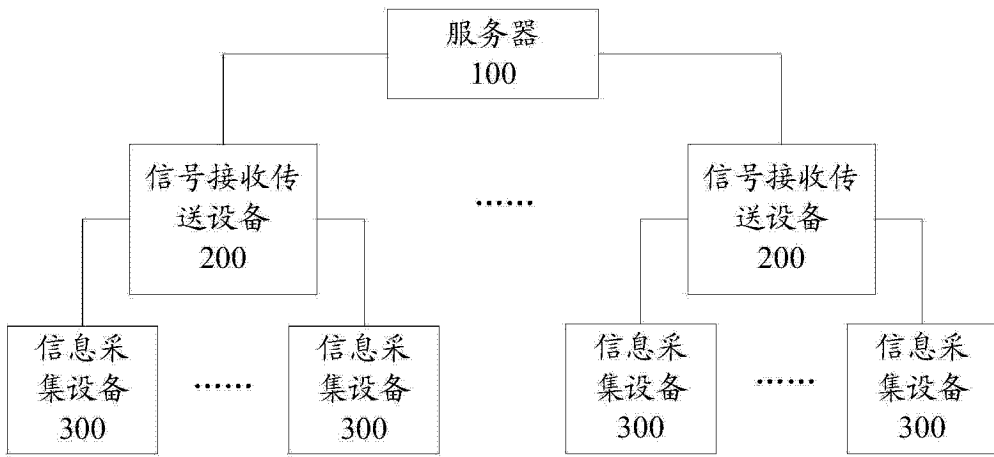 服务器
100
信号接收传
送设备
200
……
信号接收传
送设备
200
信息采
集设备
300
……
信息采
集设备
300
信息采
集设备
300
……
信息采
集设备
300